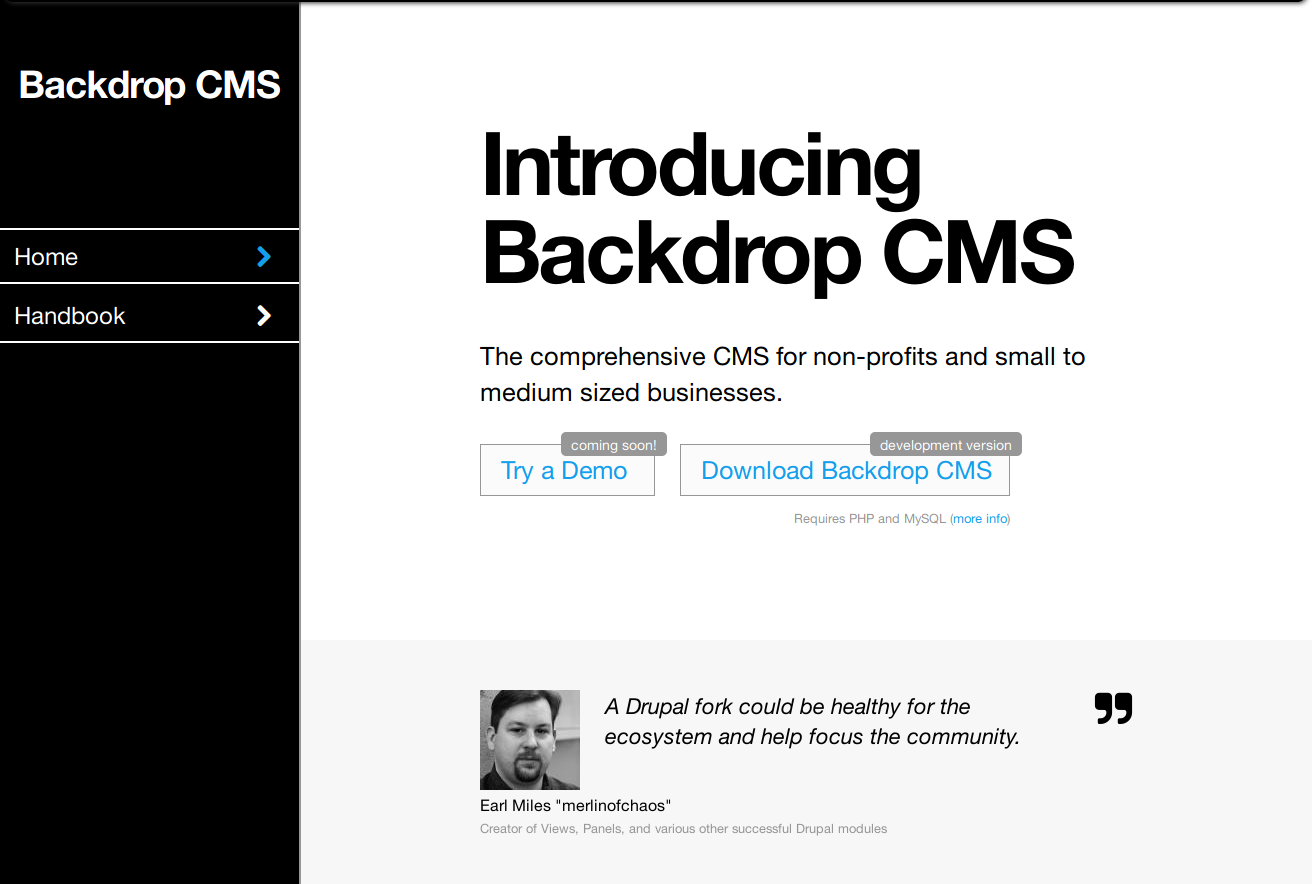 Backdrop CMS
Home
Handbook
Introducing
Backdrop CMS
The comprehensive CMS for non-profits and small to
medium sized businesses.
coming soon!
Try a Demo
development version
Download Backdrop CMS
Requires PHP and MySQL (more info)
A Drupal fork could be healthy for the
ecosystem and help focus the community.
Earl Miles "merlinofchaos"
Creator of Views, Panels, and various other successful Drupal modules